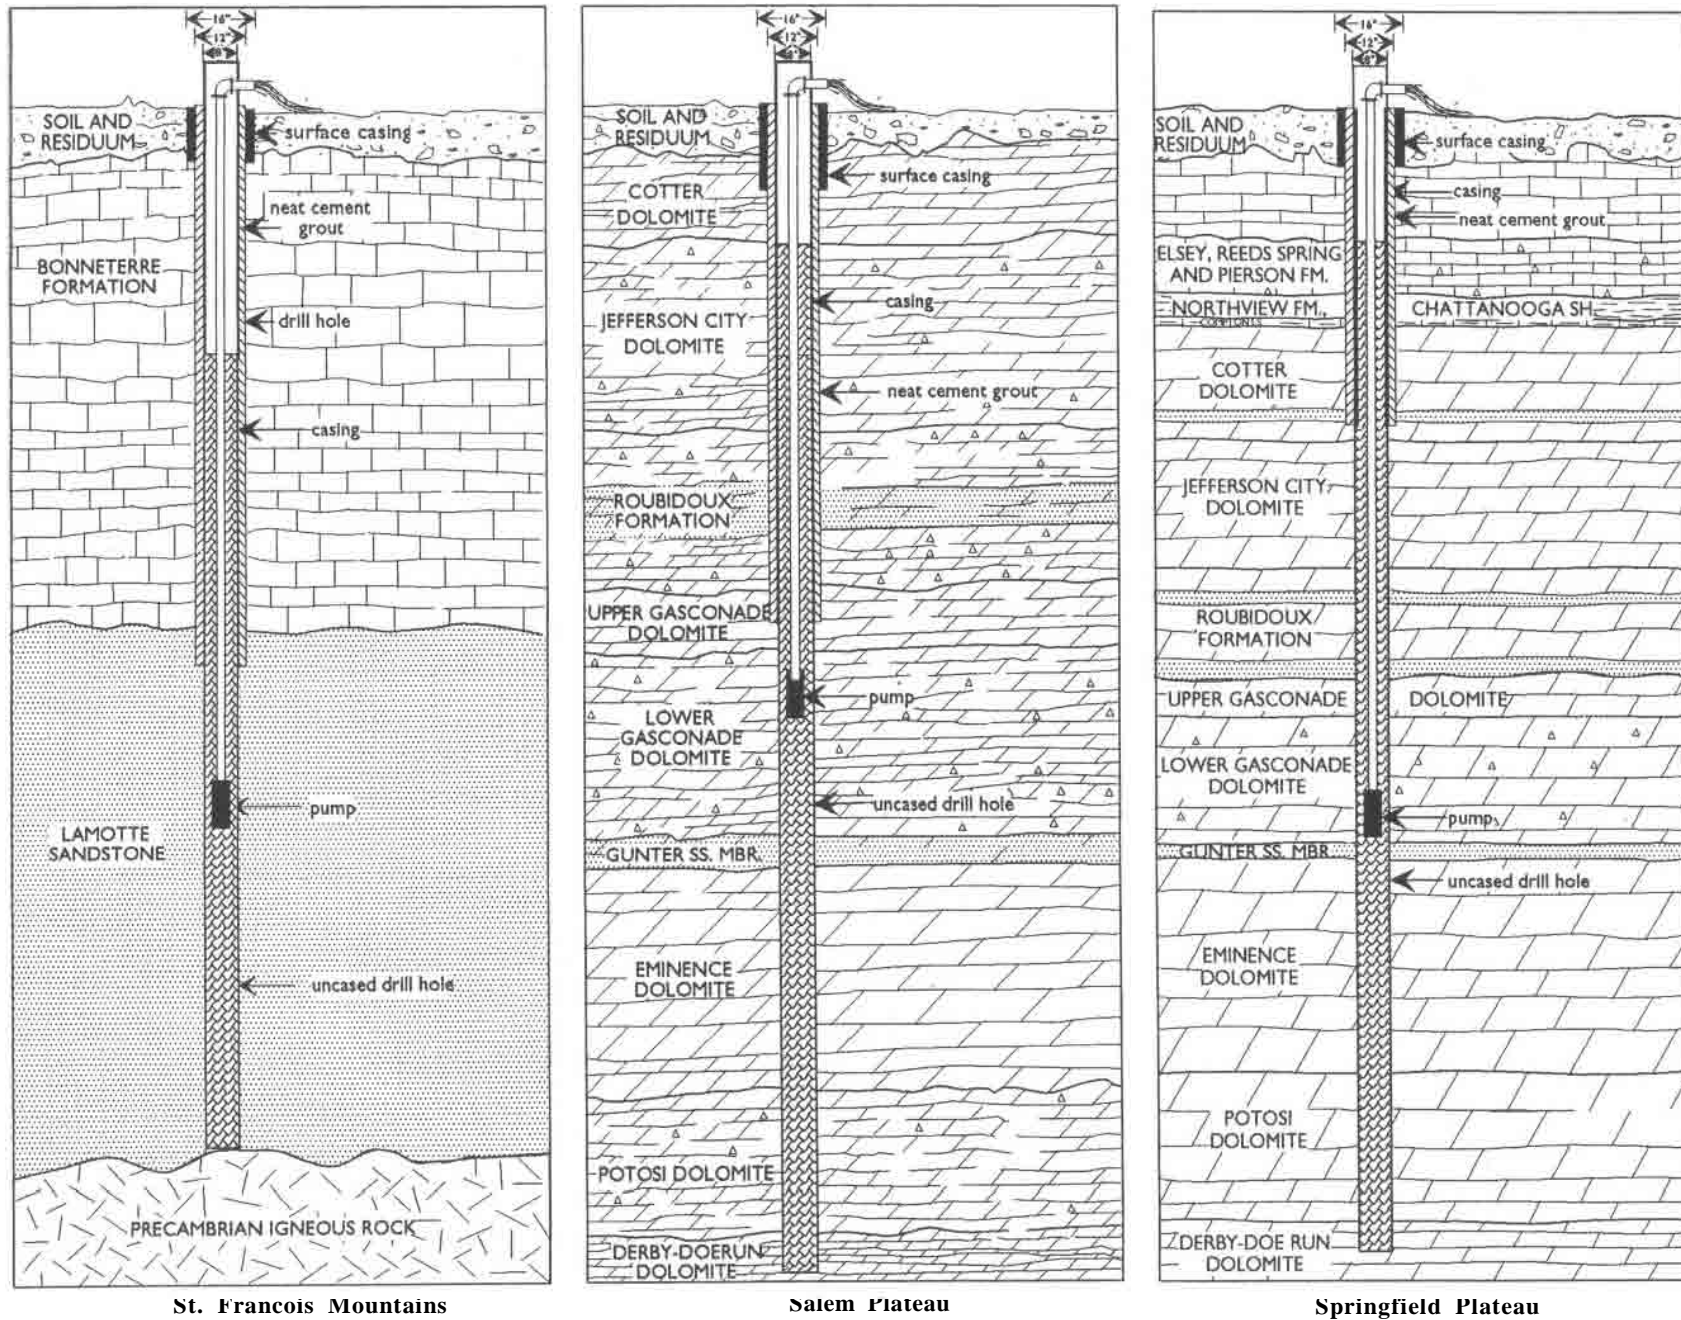 16"
12"
8"
SOIL AND
RESIDUUM
surface casing
neat cement
grout
BONNETERRE
FORMATION
drill hole
casing
pump
LAMOTTE
SANDSTONE
uncased drill hole
PRECAMBRIAN IGNEOUS ROCK
St. Francois Mountains
16"
12"
8"
SOIL AND
RESIDUUM
surface casing
COTTER
DOLOMITE
casing
JEFFERSON CITY
DOLOMITE
neat cement grout
ROUBIDOUX
FORMATION
UPPER GASCONADE
DOLOMITE
pump
LOWER
GASCONADE
DOLOMITE
uncased drill hole
GUNTER SS. MBR.
EMINENCE
DOLOMITE
POTOSI DOLOMITE
DERBY-DOERUN
DOLOMITE
Salem Plateau
16"
12"
8"
SOIL AND
RESIDUUM
surface casing
casing
neat cement grout
ELSEY, REEDS SPRING
AND PIERSON FM.
NORTHVIEW FM., CHATTANOOGA SH.
COTTER
DOLOMITE
JEFFERSON CITY
DOLOMITE
ROUBIDOUX
FORMATION
UPPER GASCONADE DOLOMITE
LOWER GASCONADE
DOLOMITE
pump
GUNTER SS. MBR.
uncased drill hole
EMINENCE
DOLOMITE
POTOSI
DOLOMITE
DERBY-DOE RUN
DOLOMITE
Springfield Plateau